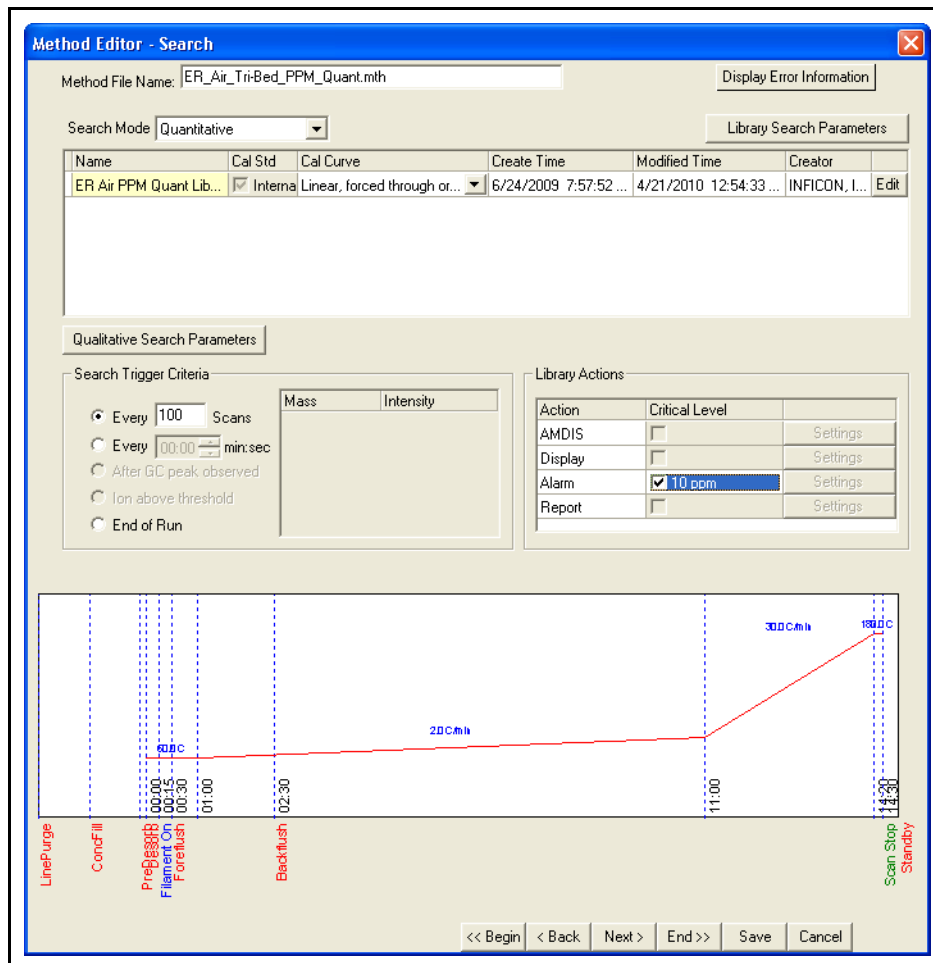 Method Editor - Search
Method File Name: ER_Air_Tri-Bed_PPM_Quant.mth
Display Error Information
Search Mode Quantitative
Library Search Parameters
Name Cal Std Cal Curve Create Time Modified Time Creator
ER Air PPM Quant Lib... Interna Linear, forced through or... 6/24/2009 7:57:52 ... 4/21/2010 12:54:33 ... INFICON, I... Edit
Qualitative Search Parameters
Search Trigger Criteria
Every 100 Scans
Every 00:00 min:sec
After GC peak observed
Ion above threshold
End of Run
Mass Intensity
Library Actions
Action Critical Level
AMDIS Settings
Display Settings
Alarm 10 ppm Settings
Report Settings
60.0 C
2.0 C/min
30.0 C/min
180.0 C
00:00
00:15
00:30
01:00
02:30
11:00
14:20
14:30
LinePurge
ConcFill
PreDesorb
Desorb
Filament On
Foreflush
Backflush
Scan Stop
Standby
<< Begin < Back Next > End >> Save Cancel